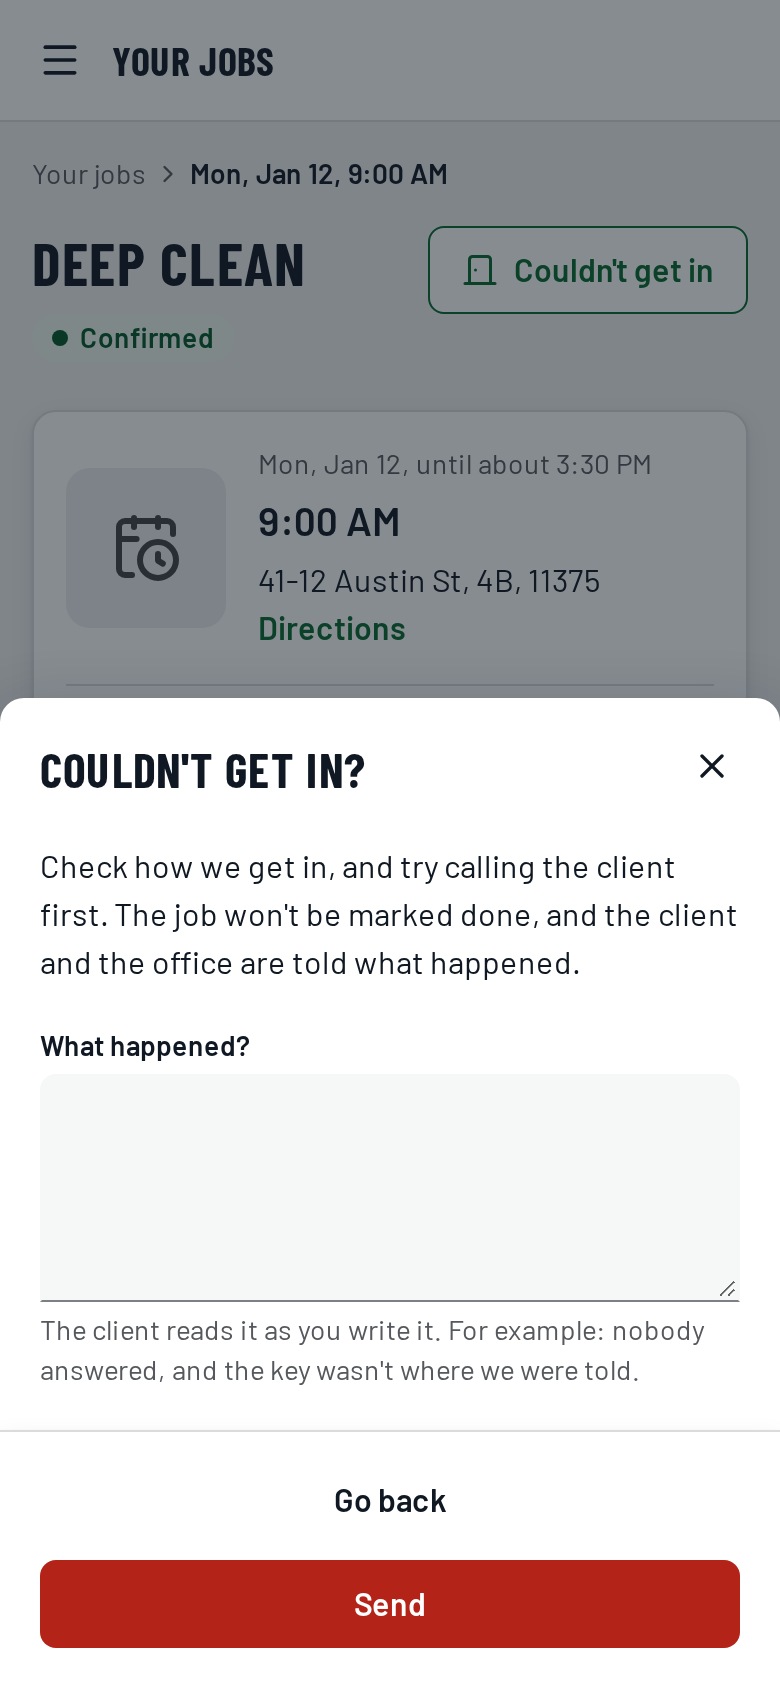 YOUR JOBS
Your jobs > Mon, Jan 12, 9:00 AM
DEEP CLEAN
Couldn't get in
Confirmed
Mon, Jan 12, until about 3:30 PM
9:00 AM
41-12 Austin St, 4B, 11375
Directions
COULDN'T GET IN?
Check how we get in, and try calling the client
first. The job won't be marked done, and the client
and the office are told what happened.
What happened?
The client reads it as you write it. For example: nobody
answered, and the key wasn't where we were told.
Go back
Send